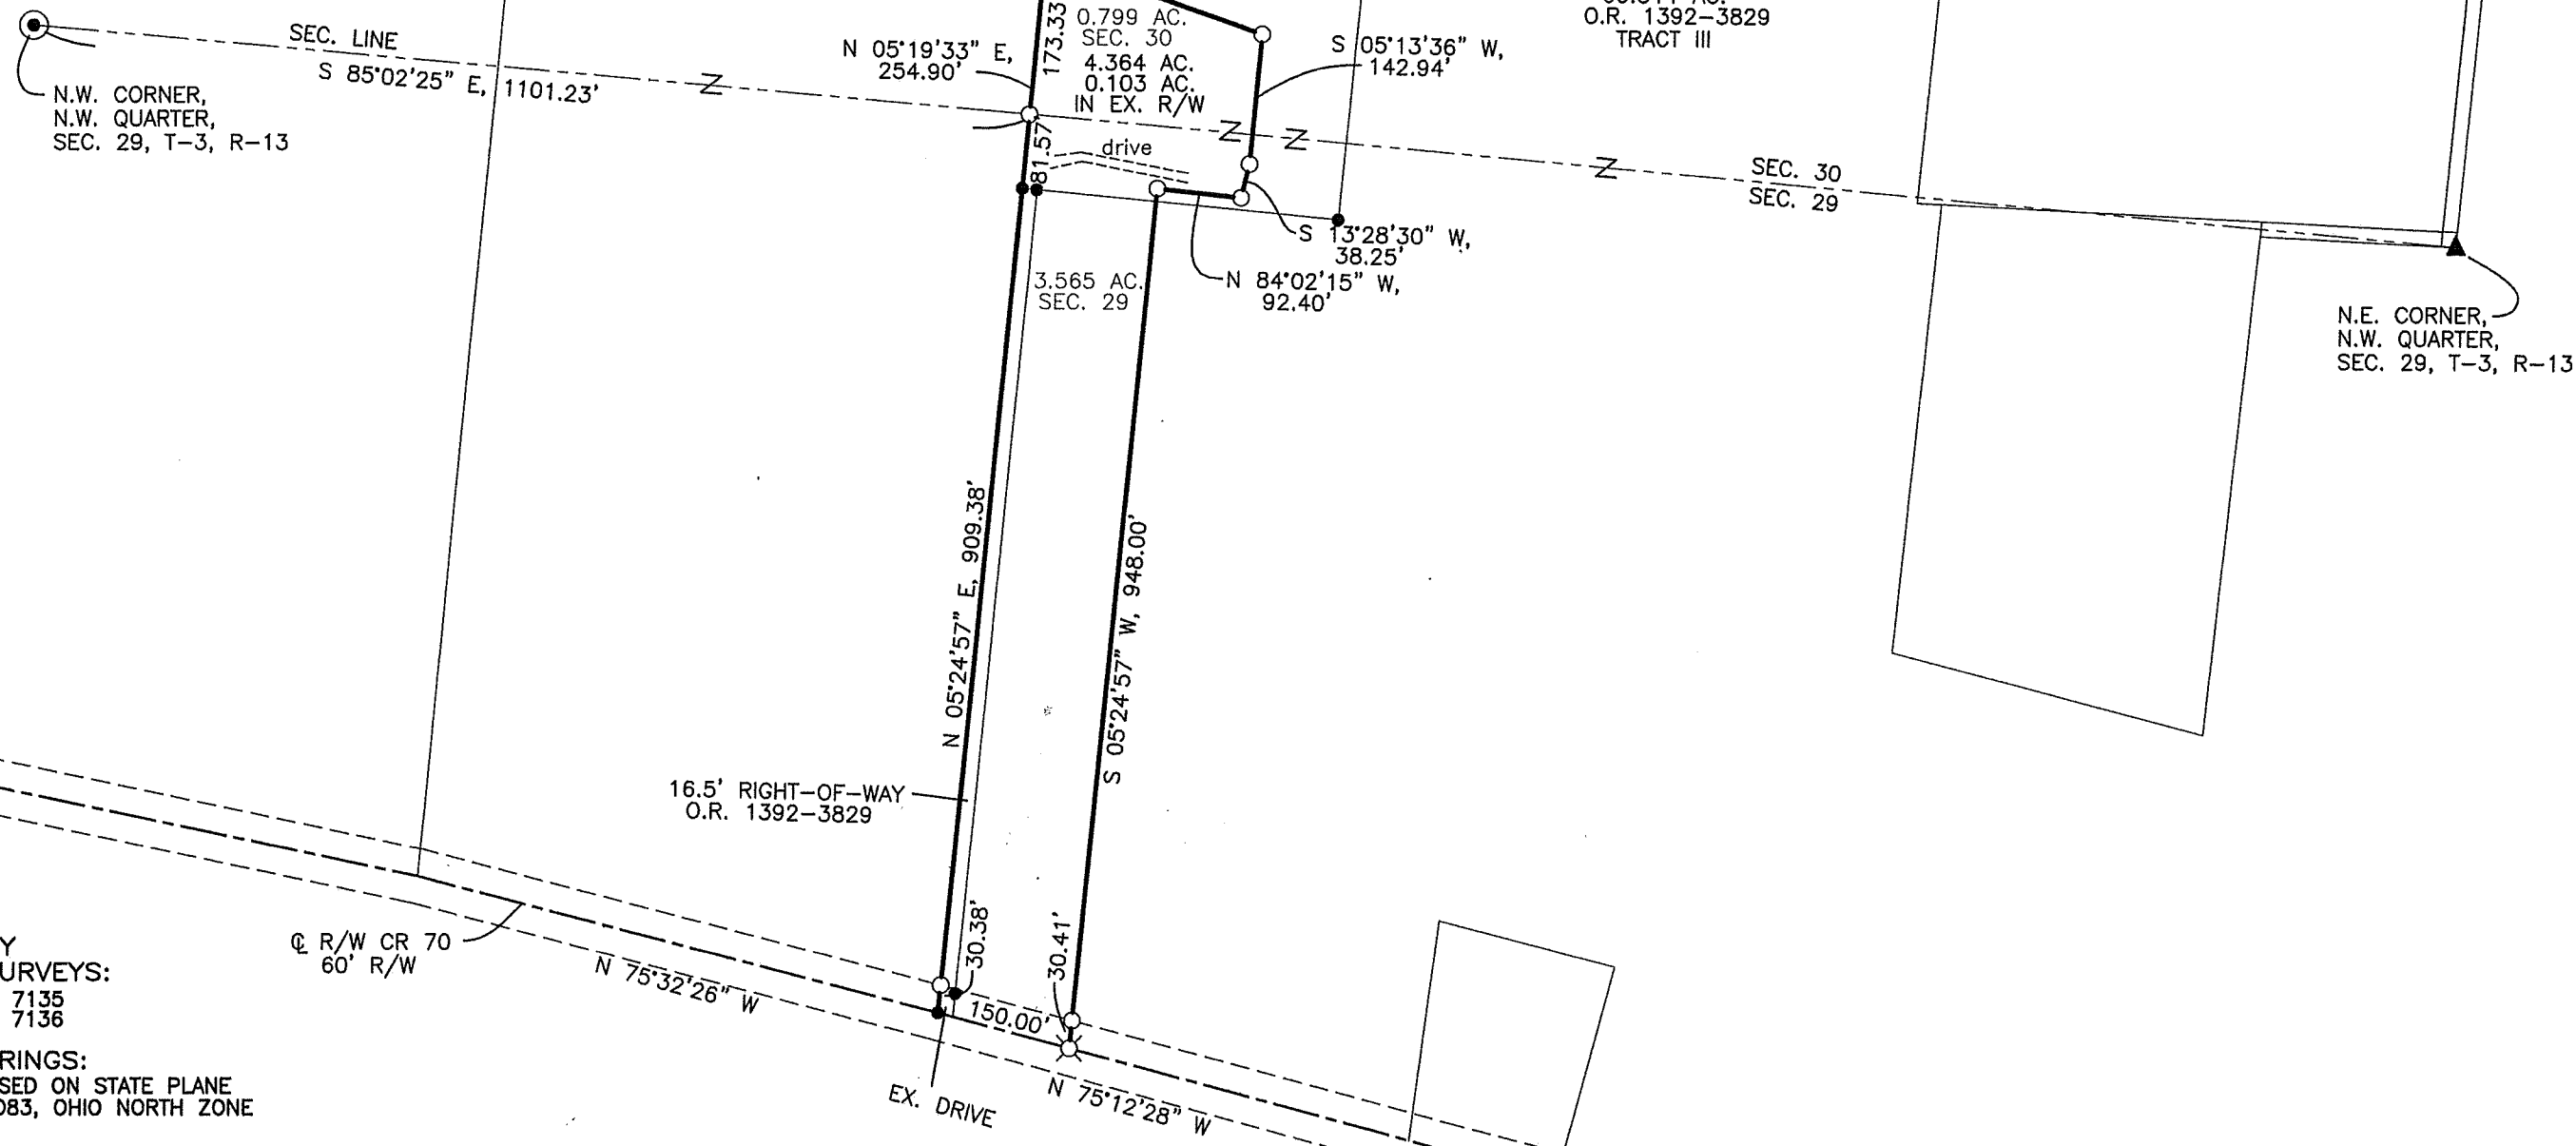 O.R. 1392-3829
TRACT III
SEC. LINE
S 85°02'25" E, 1101.23'
N.W. CORNER,
N.W. QUARTER,
SEC. 29, T-3, R-13
N 05°19'33" E,
254.90'
173.33
81.57
0.799 AC.
SEC. 30
4.364 AC.
0.103 AC.
IN EX. R/W
drive
S 05°13'36" W,
142.94'
SEC. 30
SEC. 29
S 13°28'30" W,
38.25'
N 84°02'15" W,
92.40'
3.565 AC.
SEC. 29
N.E. CORNER,
N.W. QUARTER,
SEC. 29, T-3, R-13
N 05°24'57" E, 909.38'
S 05°24'57" W, 948.00'
16.5' RIGHT-OF-WAY
O.R. 1392-3829
℄ R/W CR 70
60' R/W
N 75°32'26" W
30.38'
30.41'
150.00'
EX. DRIVE
N 75°12'28" W
Y
URVEYS:
7135
7136
RINGS:
SED ON STATE PLANE
083, OHIO NORTH ZONE